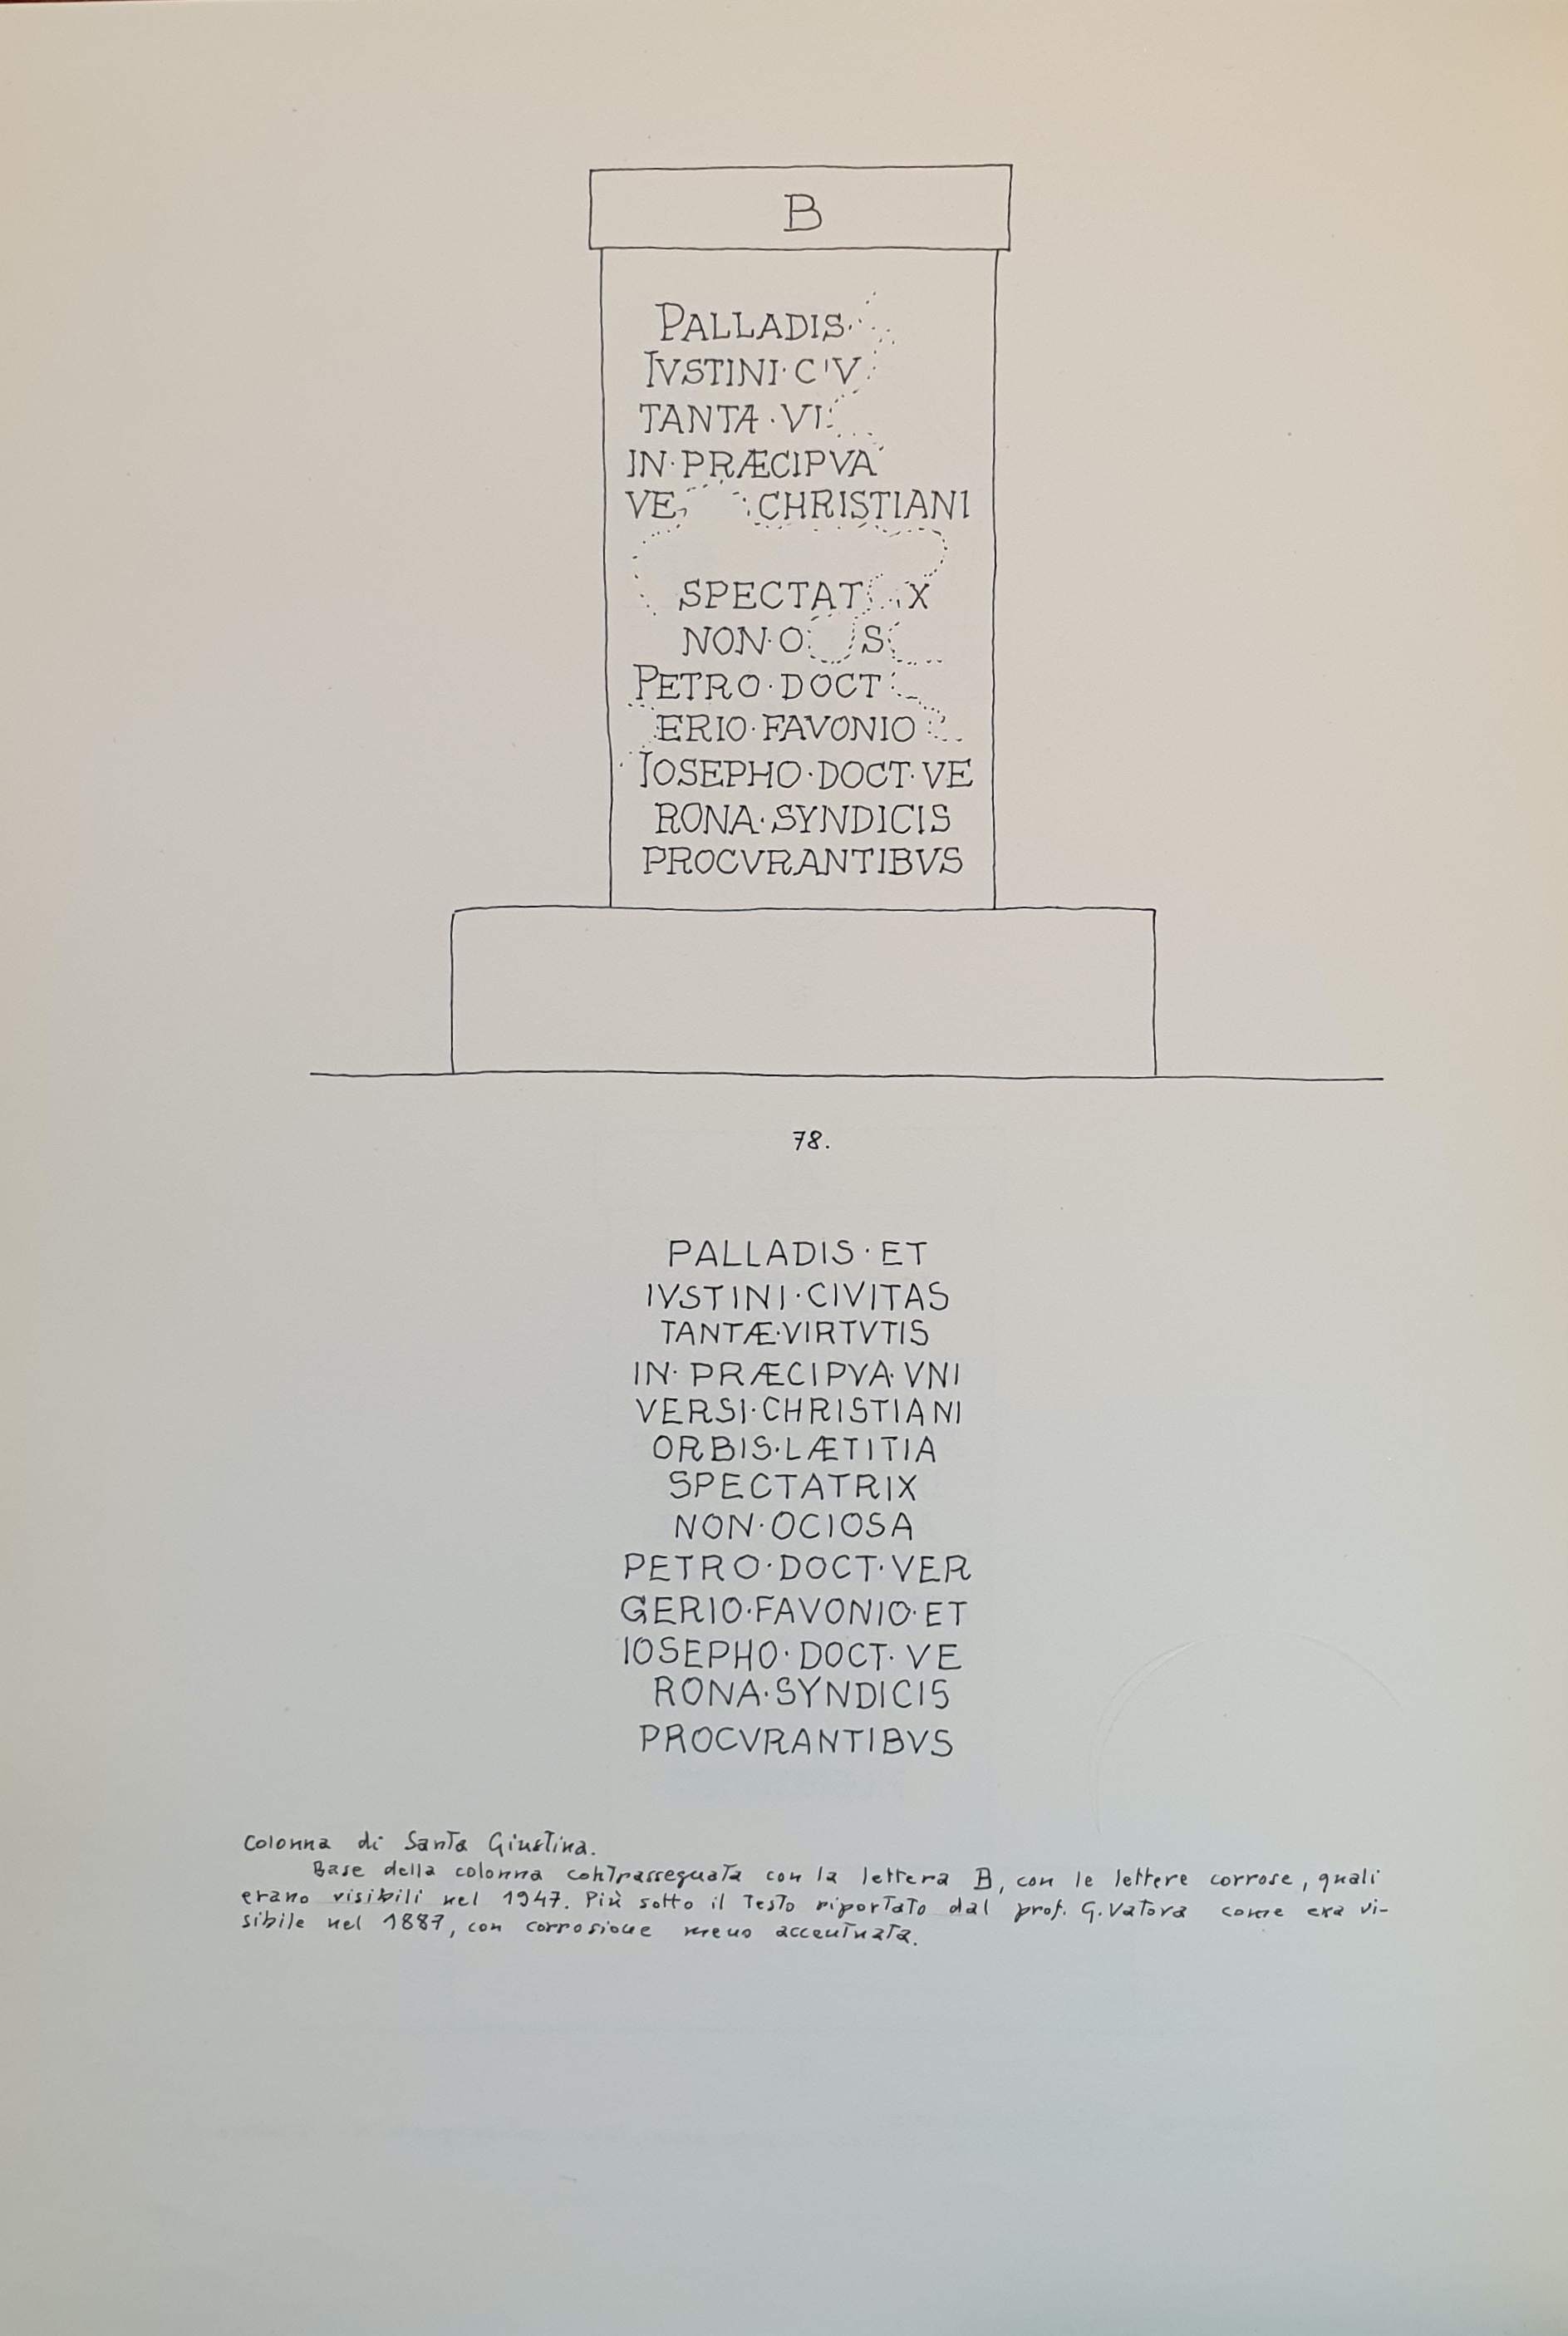 B
PALLADIS·
IVSTINI·CIV
TANTA·VI
IN·PRÆCIPVA
VE CHRISTIANI
SPECTAT X
NON·O S
PETRO·DOCT
ERIO·FAVONIO
IOSEPHO·DOCT·VE
RONA·SYNDICIS
PROCVRANTIBVS
78.
PALLADIS·ET
IVSTINI·CIVITAS
TANTÆ·VIRTVTIS
IN·PRÆCIPVA·VNI
VERSI·CHRISTIANI
ORBIS·LÆTITIA
SPECTATRIX
NON·OCIOSA
PETRO·DOCT·VER
GERIO·FAVONIO·ET
IOSEPHO·DOCT·VE
RONA·SYNDICIS
PROCVRANTIBVS
Colonna di Santa Giustina.
Base della colonna contrassegnata con la lettera B, con le lettere corrose, quali
erano visibili nel 1947. Più sotto il testo riportato dal prof. G. Vatova come era vi-
sibile nel 1887, con corrosione meno accentuata.